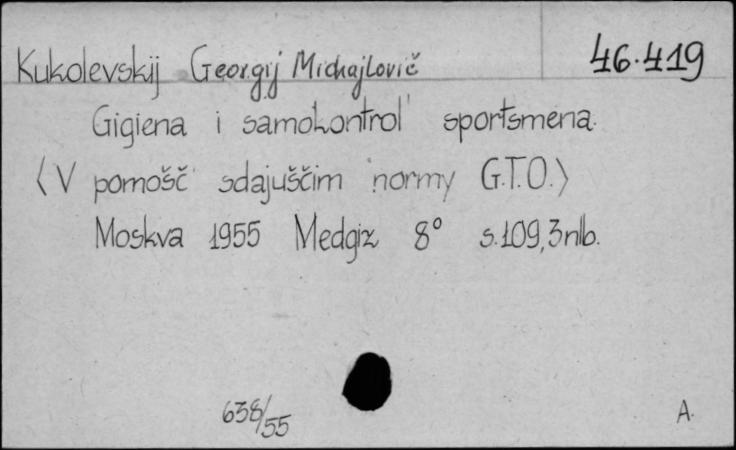 Kukolevskij Georgij Michajlovič 46.419
Gigiena i samokontrol' sportsmena.
(V pomošč' sdajuščim normy G.T.O.)
Moskva 1955 Medgiz 8° s.109,3nlb.
638/55 A.